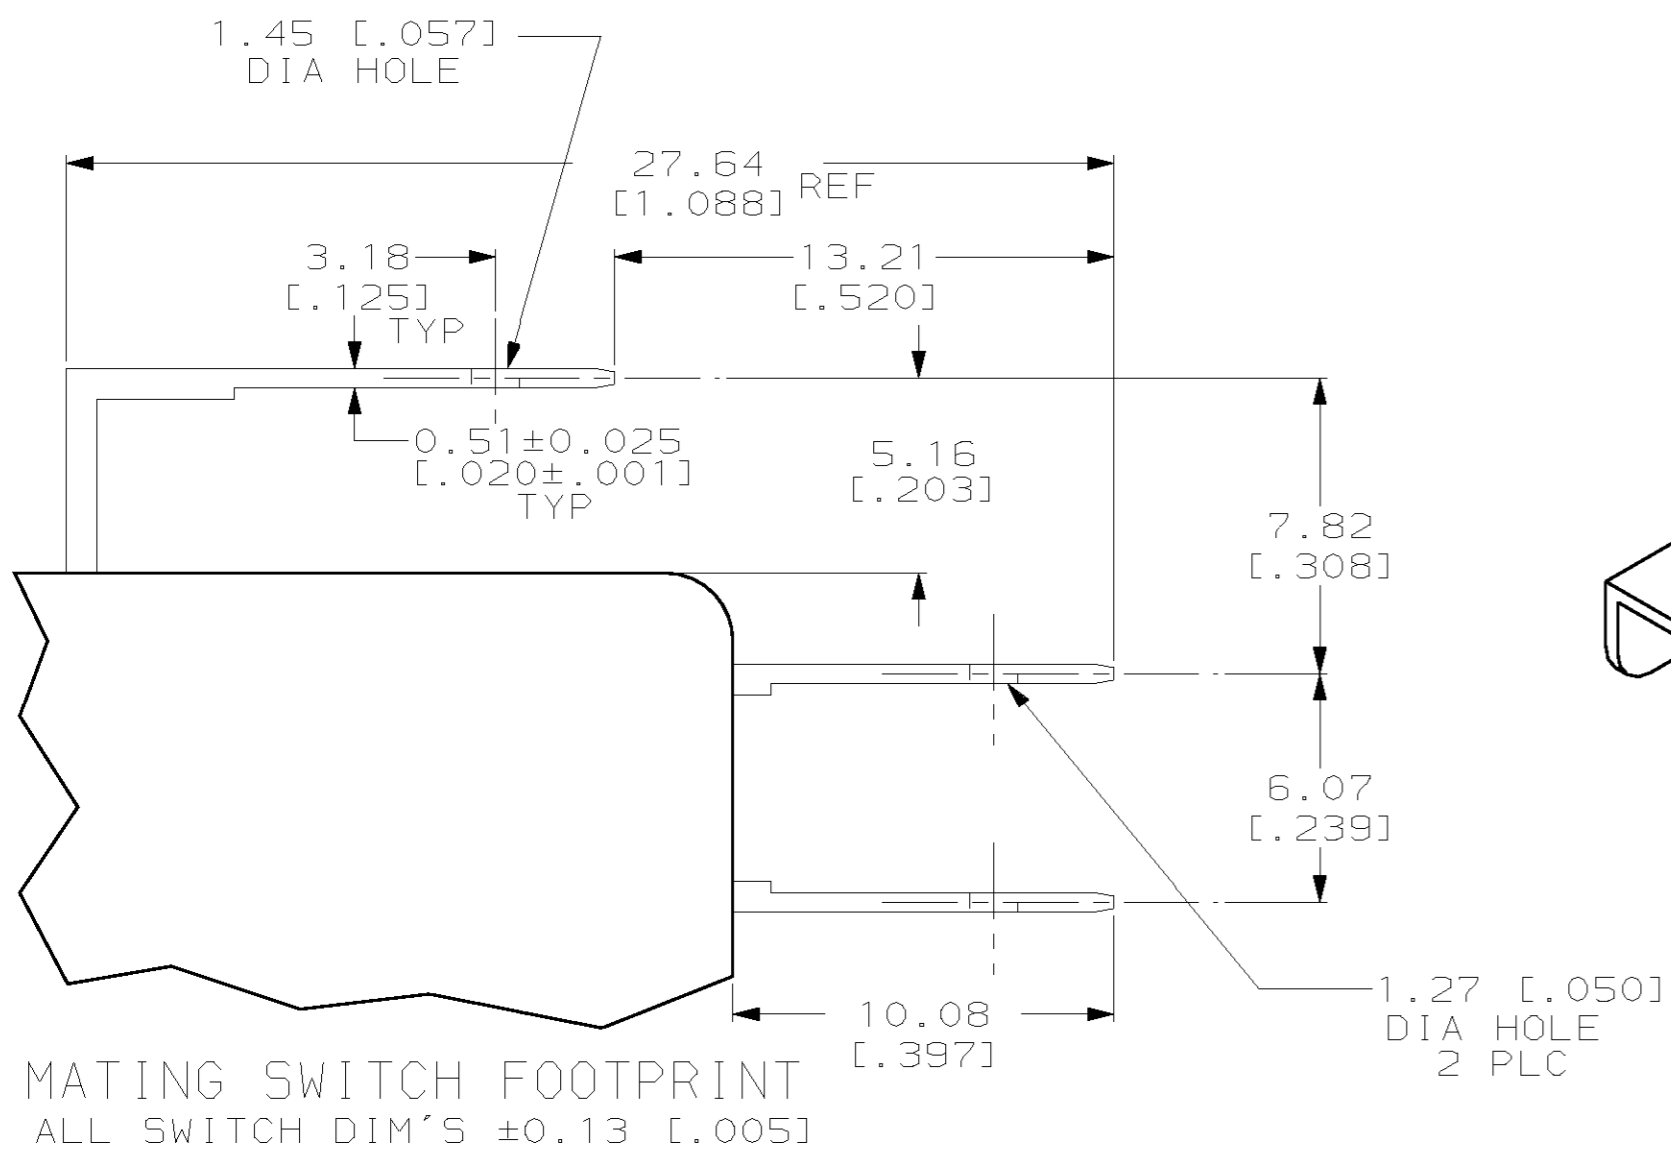 1.45 [.057]
DIA HOLE
27.64
[1.088] REF
3.18
[.125]
TYP
13.21
[.520]
0.51±0.025
[.020±.001]
TYP
5.16
[.203]
7.82
[.308]
6.07
[.239]
10.08
[.397]
1.27 [.050]
DIA HOLE
2 PLC
MATING SWITCH FOOTPRINT
ALL SWITCH DIM'S ±0.13 [.005]